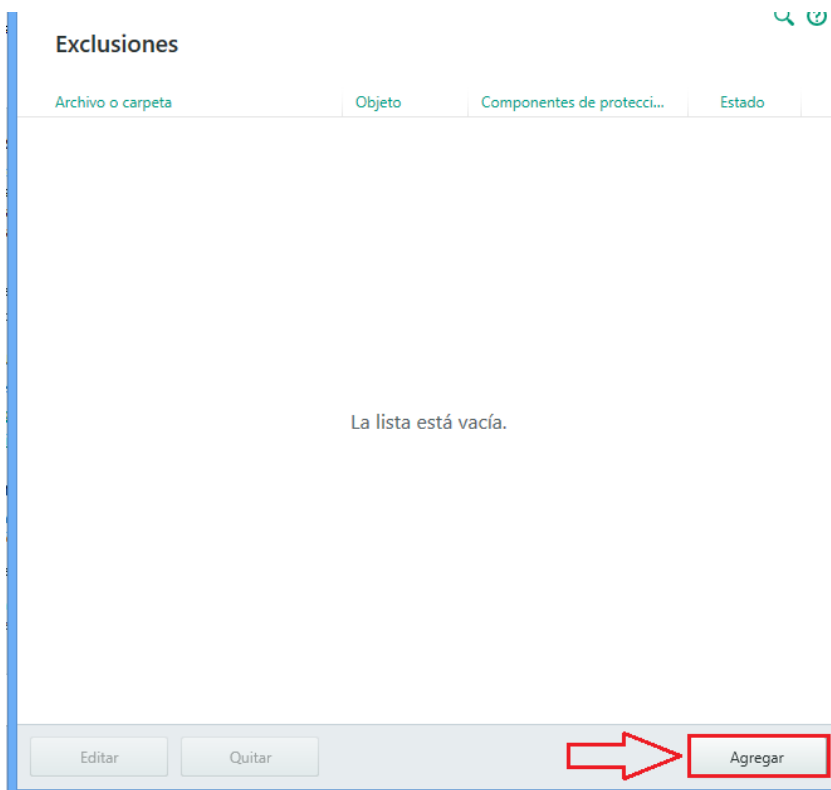 Exclusiones
Archivo o carpeta Objeto Componentes de protecci... Estado
La lista está vacía.
Editar Quitar Agregar